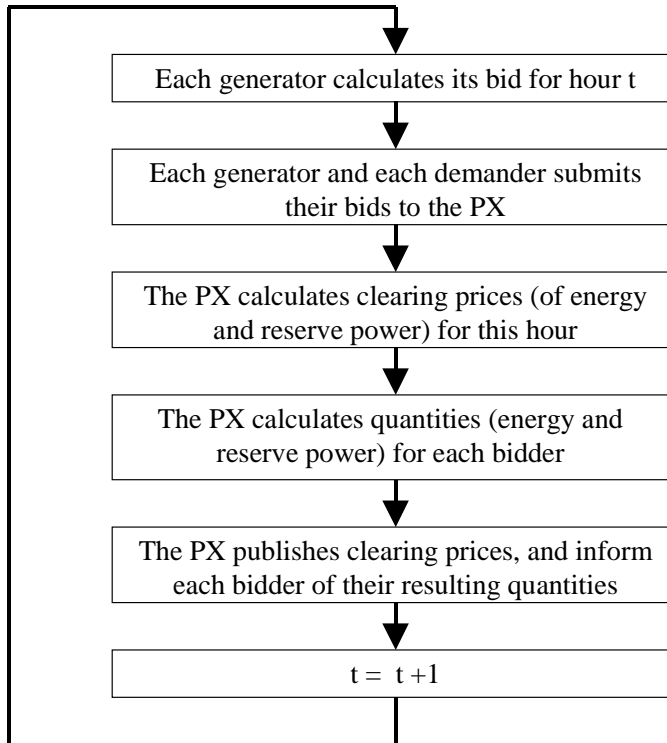 Each generator calculates its bid for hour t
Each generator and each demander submits
their bids to the PX
The PX calculates clearing prices (of energy
and reserve power) for this hour
The PX calculates quantities (energy and
reserve power) for each bidder
The PX publishes clearing prices, and inform
each bidder of their resulting quantities
t = t +1